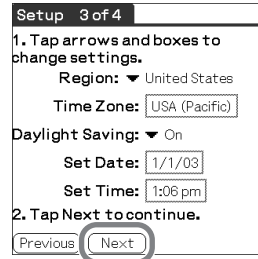 Setup 3 of 4
1. Tap arrows and boxes to
change settings.
Region: United States
Time Zone: USA (Pacific)
Daylight Saving: On
Set Date: 1/1/03
Set Time: 1:06 pm
2. Tap Next to continue.
Previous Next